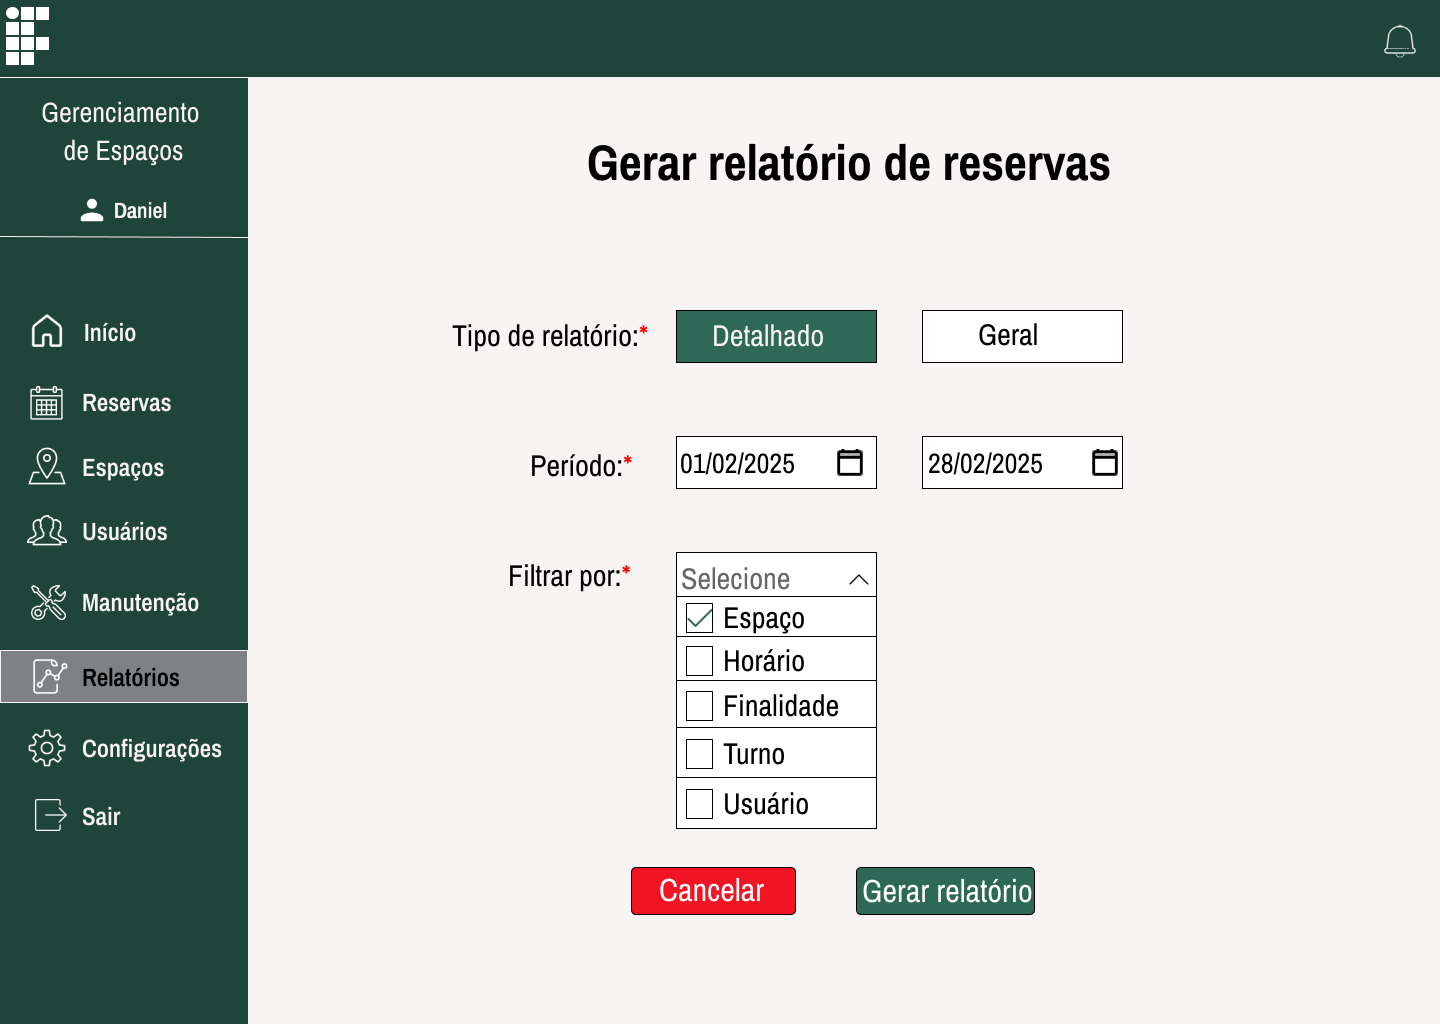 Gerenciamento
de Espaços
Daniel
Início
Reservas
Espaços
Usuários
Manutenção
Relatórios
Configurações
Sair
Gerar relatório de reservas
Tipo de relatório:* Detalhado Geral
Período:* 01/02/2025 28/02/2025
Filtrar por:* Selecione
Espaço
Horário
Finalidade
Turno
Usuário
Cancelar Gerar relatório